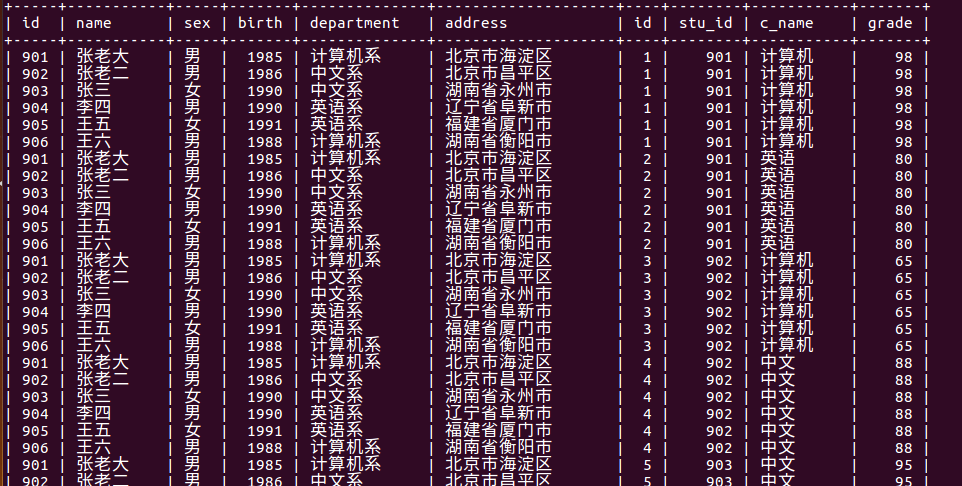 +-----+-----------+-----+-------+--------------+--------------------+----+--------+-----------+-------+
| id | name | sex | birth | department | address | id | stu_id | c_name | grade |
+-----+-----------+-----+-------+--------------+--------------------+----+--------+-----------+-------+
| 901 | 张老大 | 男 | 1985 | 计算机系 | 北京市海淀区 | 1 | 901 | 计算机 | 98 |
| 902 | 张老二 | 男 | 1986 | 中文系 | 北京市昌平区 | 1 | 901 | 计算机 | 98 |
| 903 | 张三 | 女 | 1990 | 中文系 | 湖南省永州市 | 1 | 901 | 计算机 | 98 |
| 904 | 李四 | 男 | 1990 | 英语系 | 辽宁省阜新市 | 1 | 901 | 计算机 | 98 |
| 905 | 王五 | 女 | 1991 | 英语系 | 福建省厦门市 | 1 | 901 | 计算机 | 98 |
| 906 | 王六 | 男 | 1988 | 计算机系 | 湖南省衡阳市 | 1 | 901 | 计算机 | 98 |
| 901 | 张老大 | 男 | 1985 | 计算机系 | 北京市海淀区 | 2 | 901 | 英语 | 80 |
| 902 | 张老二 | 男 | 1986 | 中文系 | 北京市昌平区 | 2 | 901 | 英语 | 80 |
| 903 | 张三 | 女 | 1990 | 中文系 | 湖南省永州市 | 2 | 901 | 英语 | 80 |
| 904 | 李四 | 男 | 1990 | 英语系 | 辽宁省阜新市 | 2 | 901 | 英语 | 80 |
| 905 | 王五 | 女 | 1991 | 英语系 | 福建省厦门市 | 2 | 901 | 英语 | 80 |
| 906 | 王六 | 男 | 1988 | 计算机系 | 湖南省衡阳市 | 2 | 901 | 英语 | 80 |
| 901 | 张老大 | 男 | 1985 | 计算机系 | 北京市海淀区 | 3 | 902 | 计算机 | 65 |
| 902 | 张老二 | 男 | 1986 | 中文系 | 北京市昌平区 | 3 | 902 | 计算机 | 65 |
| 903 | 张三 | 女 | 1990 | 中文系 | 湖南省永州市 | 3 | 902 | 计算机 | 65 |
| 904 | 李四 | 男 | 1990 | 英语系 | 辽宁省阜新市 | 3 | 902 | 计算机 | 65 |
| 905 | 王五 | 女 | 1991 | 英语系 | 福建省厦门市 | 3 | 902 | 计算机 | 65 |
| 906 | 王六 | 男 | 1988 | 计算机系 | 湖南省衡阳市 | 3 | 902 | 计算机 | 65 |
| 901 | 张老大 | 男 | 1985 | 计算机系 | 北京市海淀区 | 4 | 902 | 中文 | 88 |
| 902 | 张老二 | 男 | 1986 | 中文系 | 北京市昌平区 | 4 | 902 | 中文 | 88 |
| 903 | 张三 | 女 | 1990 | 中文系 | 湖南省永州市 | 4 | 902 | 中文 | 88 |
| 904 | 李四 | 男 | 1990 | 英语系 | 辽宁省阜新市 | 4 | 902 | 中文 | 88 |
| 905 | 王五 | 女 | 1991 | 英语系 | 福建省厦门市 | 4 | 902 | 中文 | 88 |
| 906 | 王六 | 男 | 1988 | 计算机系 | 湖南省衡阳市 | 4 | 902 | 中文 | 88 |
| 901 | 张老大 | 男 | 1985 | 计算机系 | 北京市海淀区 | 5 | 903 | 中文 | 95 |
| 902 | 张老二 | 男 | 1986 | 中文系 | 北京市昌平区 | 5 | 903 | 中文 | 95 |